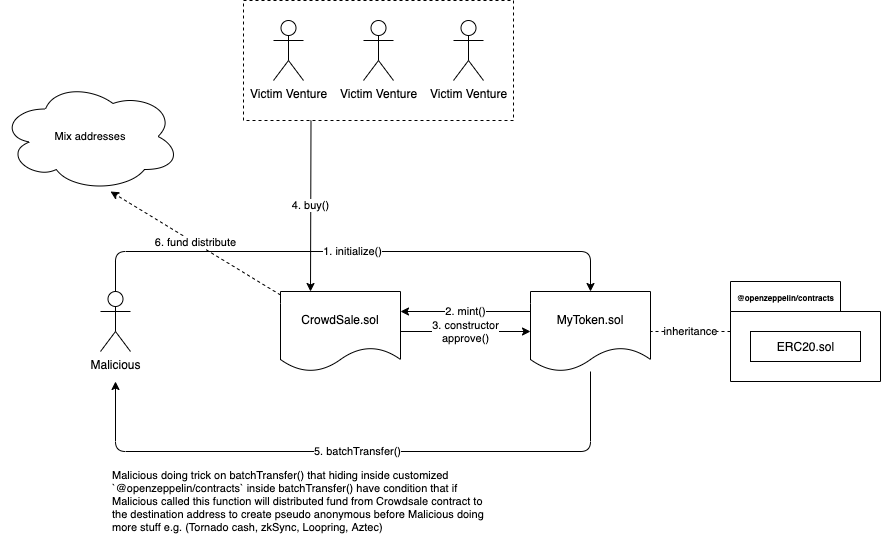 Victim Venture Victim Venture Victim Venture
Mix addresses
4. buy()
6. fund distribute
1. initialize()
@openzeppelin/contracts
CrowdSale.sol
2. mint()
3. constructor
approve()
MyToken.sol
inheritance
ERC20.sol
Malicious
5. batchTransfer()
Malicious doing trick on batchTransfer() that hiding inside customized
`@openzeppelin/contracts` inside batchTransfer() have condition that if
Malicious called this function will distributed fund from Crowdsale contract to
the destination address to create pseudo anonymous before Malicious doing
more stuff e.g. (Tornado cash, zkSync, Loopring, Aztec)